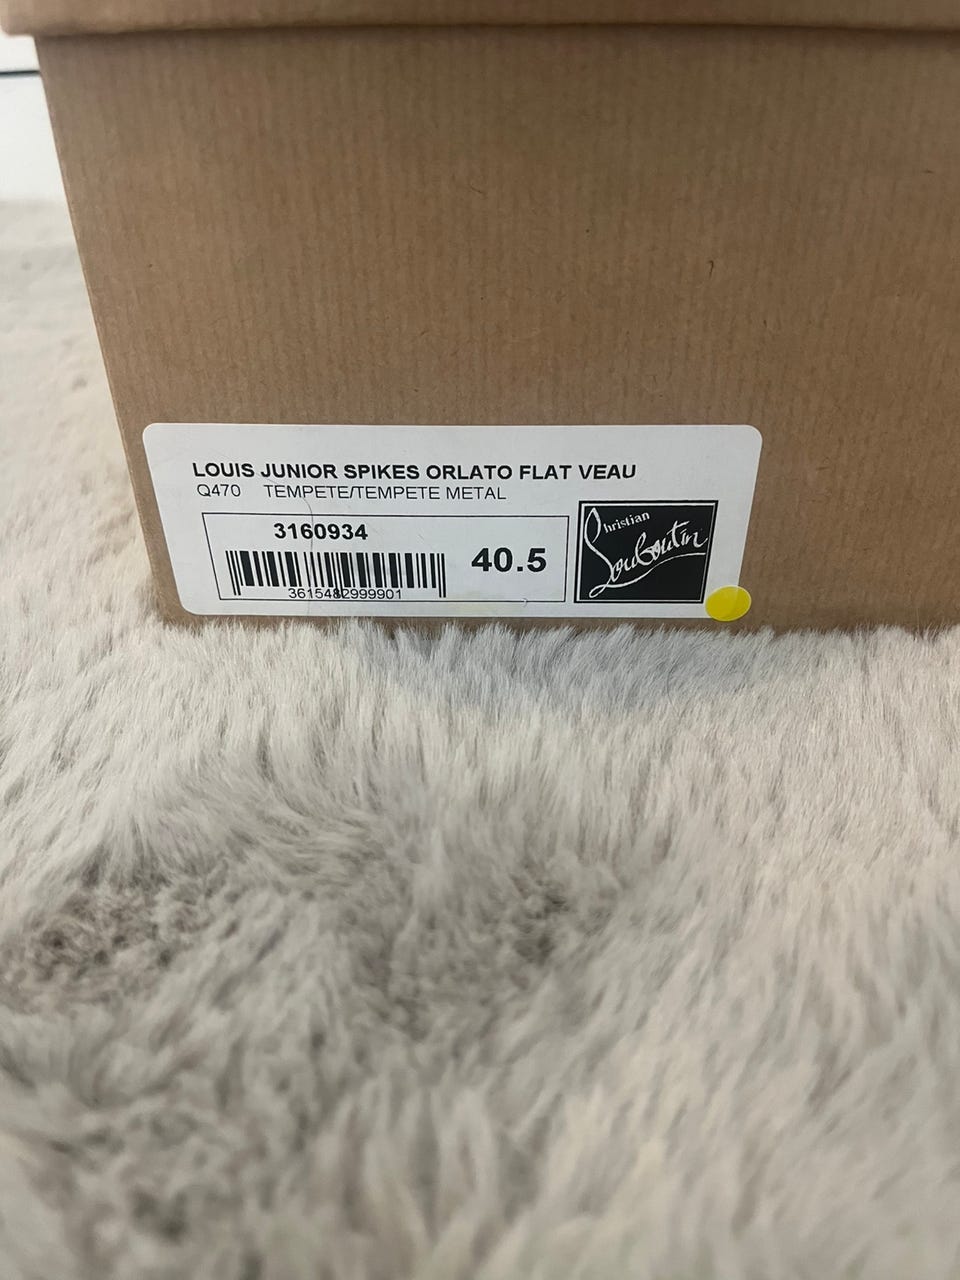 LOUIS JUNIOR SPIKES ORLATO FLAT VEAU
Q470 TEMPETE/TEMPETE METAL
3160934
40.5
3615482999901
Christian
Louboutin